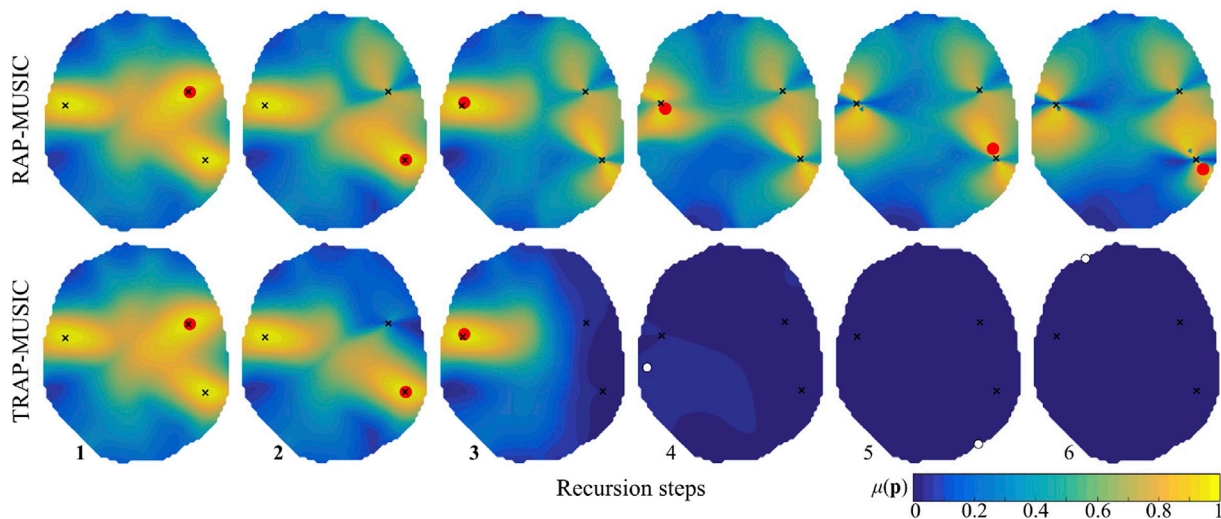 RAP-MUSIC
TRAP-MUSIC
1 2 3 4 5 6
Recursion steps
μ(p)
0 0.2 0.4 0.6 0.8 1